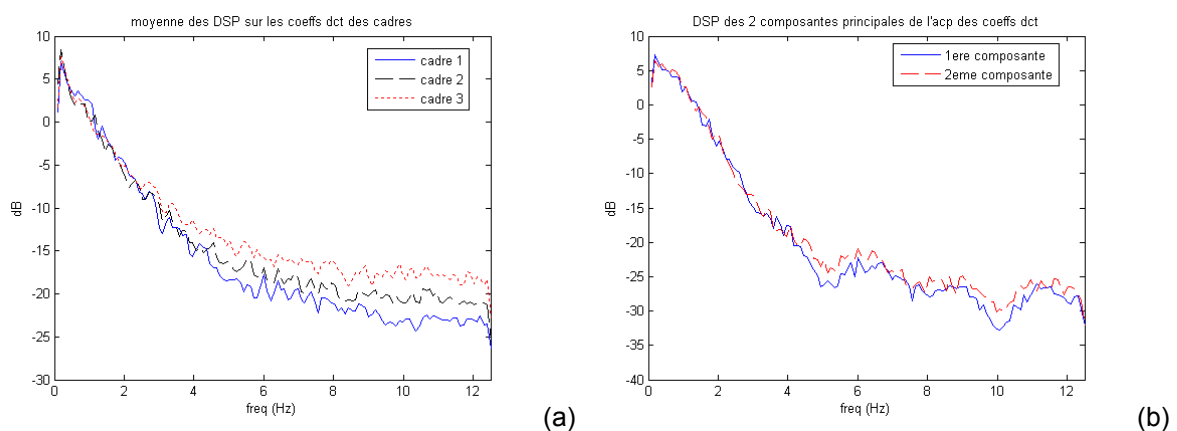 moyenne des DSP sur les coeffs dct des cadres
10
5
0
-5
-10
-15
-20
-25
-30
dB
cadre 1
cadre 2
cadre 3
0 2 4 6 8 10 12
freq (Hz)
(a)
DSP des 2 composantes principales de l'acp des coeffs dct
10
5
0
-5
-10
-15
-20
-25
-30
-35
-40
dB
1ere composante
2eme composante
0 2 4 6 8 10 12
freq (Hz)
(b)